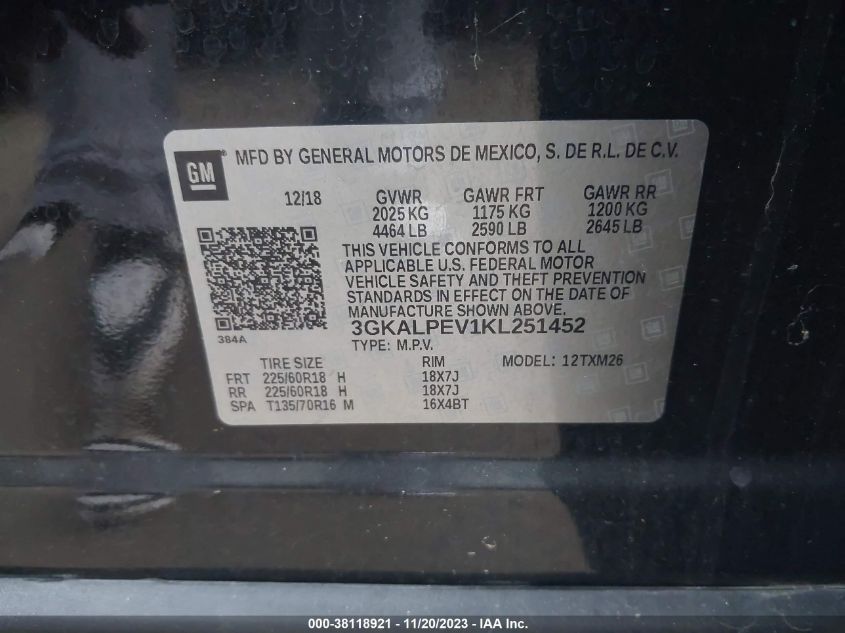 GM MFD BY GENERAL MOTORS DE MEXICO, S. DE R.L. DE C.V.
12/18 GVWR GAWR FRT GAWR RR
2025 KG 1175 KG 1200 KG
4464 LB 2590 LB 2645 LB
THIS VEHICLE CONFORMS TO ALL
APPLICABLE U.S. FEDERAL MOTOR
VEHICLE SAFETY AND THEFT PREVENTION
STANDARDS IN EFFECT ON THE DATE OF
MANUFACTURE SHOWN ABOVE.
3GKALPEV1KL251452
384A TYPE: M.P.V.
TIRE SIZE RIM MODEL: 12TXM26
FRT 225/60R18 H 18X7J
RR 225/60R18 H 18X7J
SPA T135/70R16 M 16X4BT
000-38118921 - 11/20/2023 - IAA Inc.